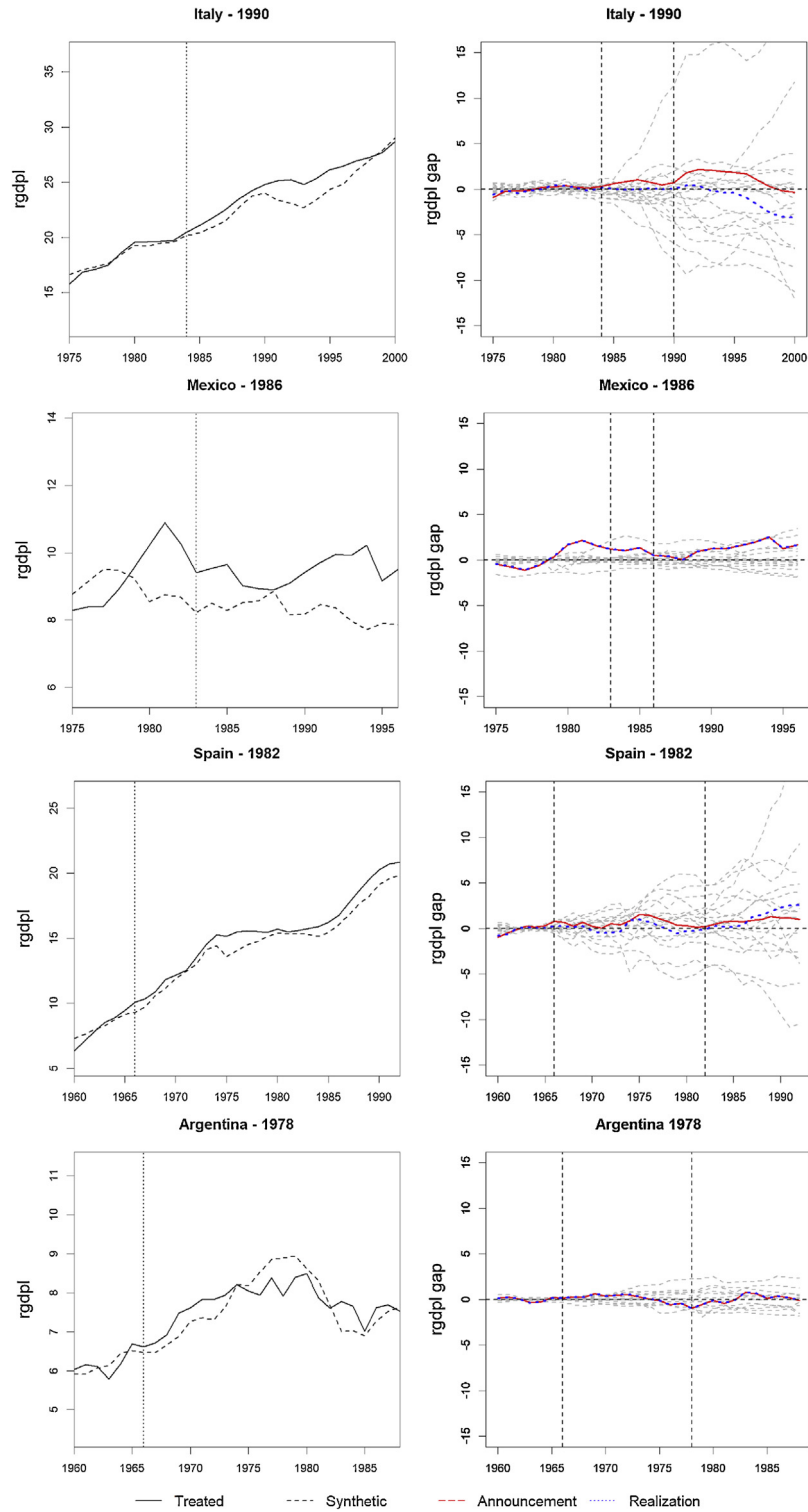 Italy - 1990
Italy - 1990
rgdpl
35
30
25
20
15
1975 1980 1985 1990 1995 2000
rgdpl gap
15
10
5
0
-5
-10
-15
1975 1980 1985 1990 1995 2000
Mexico - 1986
Mexico - 1986
rgdpl
14
12
10
8
6
1975 1980 1985 1990 1995
rgdpl gap
15
10
5
0
-5
-10
-15
1975 1980 1985 1990 1995
Spain - 1982
Spain - 1982
rgdpl
25
20
15
10
5
1960 1965 1970 1975 1980 1985 1990
rgdpl gap
15
10
5
0
-5
-10
-15
1960 1965 1970 1975 1980 1985 1990
Argentina - 1978
Argentina 1978
rgdpl
11
10
9
8
7
6
5
1960 1965 1970 1975 1980 1985
rgdpl gap
15
10
5
0
-5
-10
-15
1960 1965 1970 1975 1980 1985
Treated Synthetic Announcement Realization